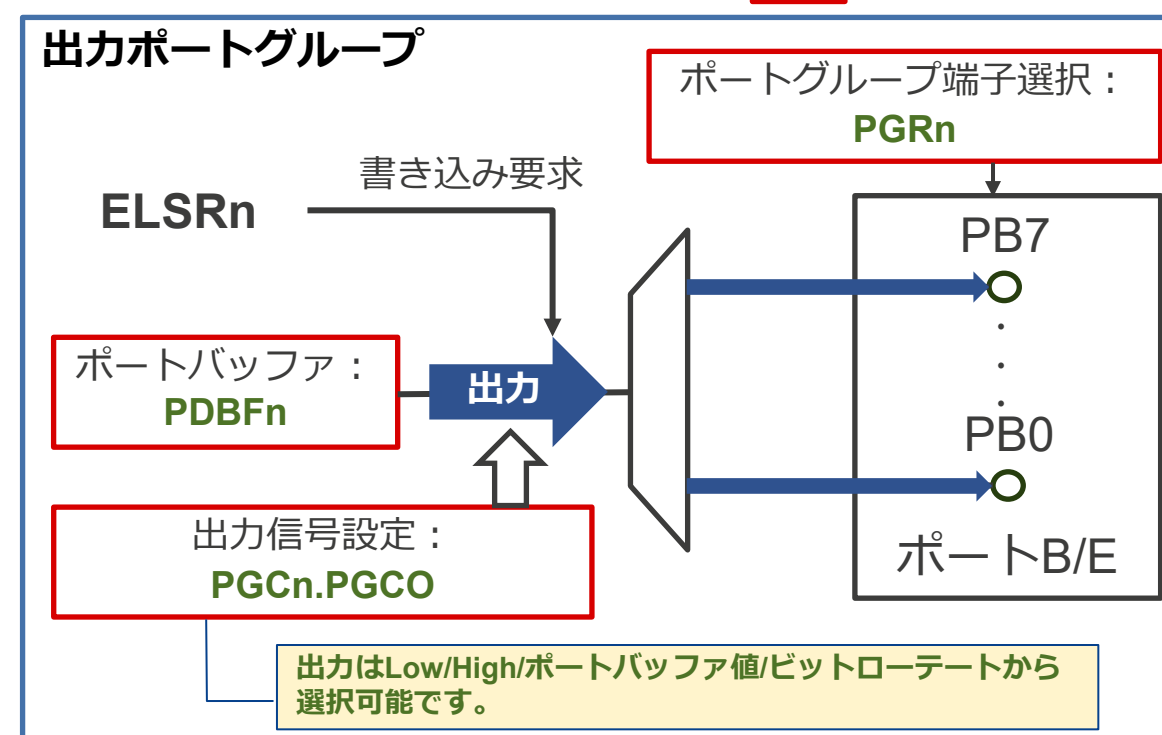 出力ポートグループ
ポートグループ端子選択：
PGRn
書き込み要求
ELSRn
PB7
.
.
.
PB0
ポートB/E
ポートバッファ：
PDBFn
出力
出力信号設定：
PGCn.PGCO
出力はLow/High/ポートバッファ値/ビットローテートから
選択可能です。